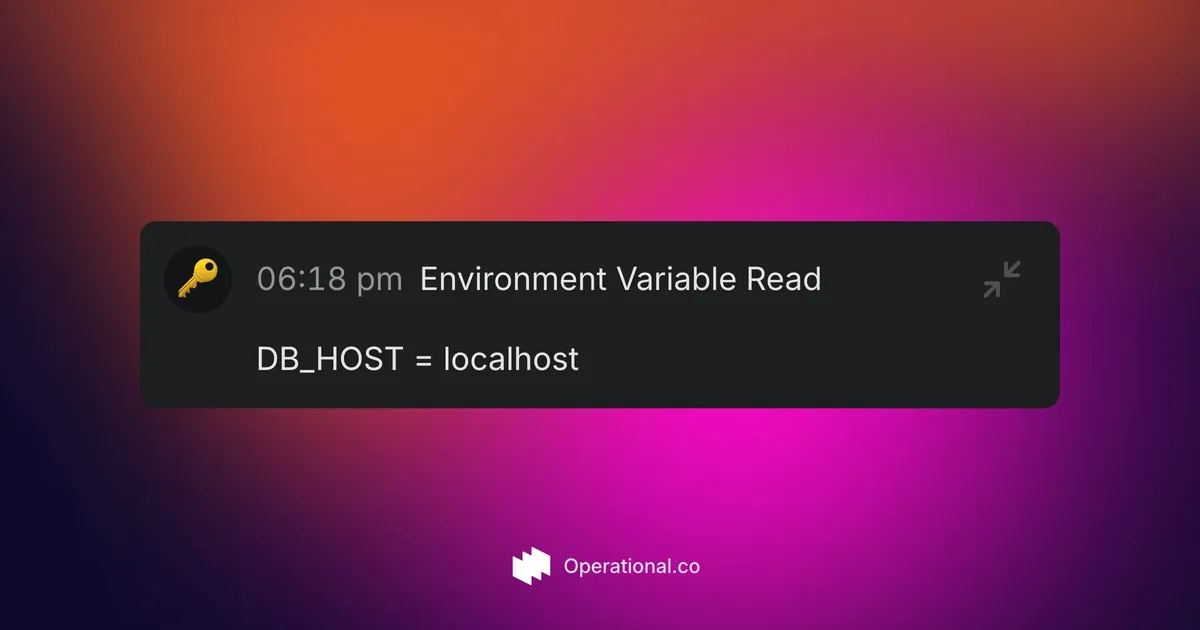 06:18 pm Environment Variable Read
DB_HOST = localhost
Operational.co